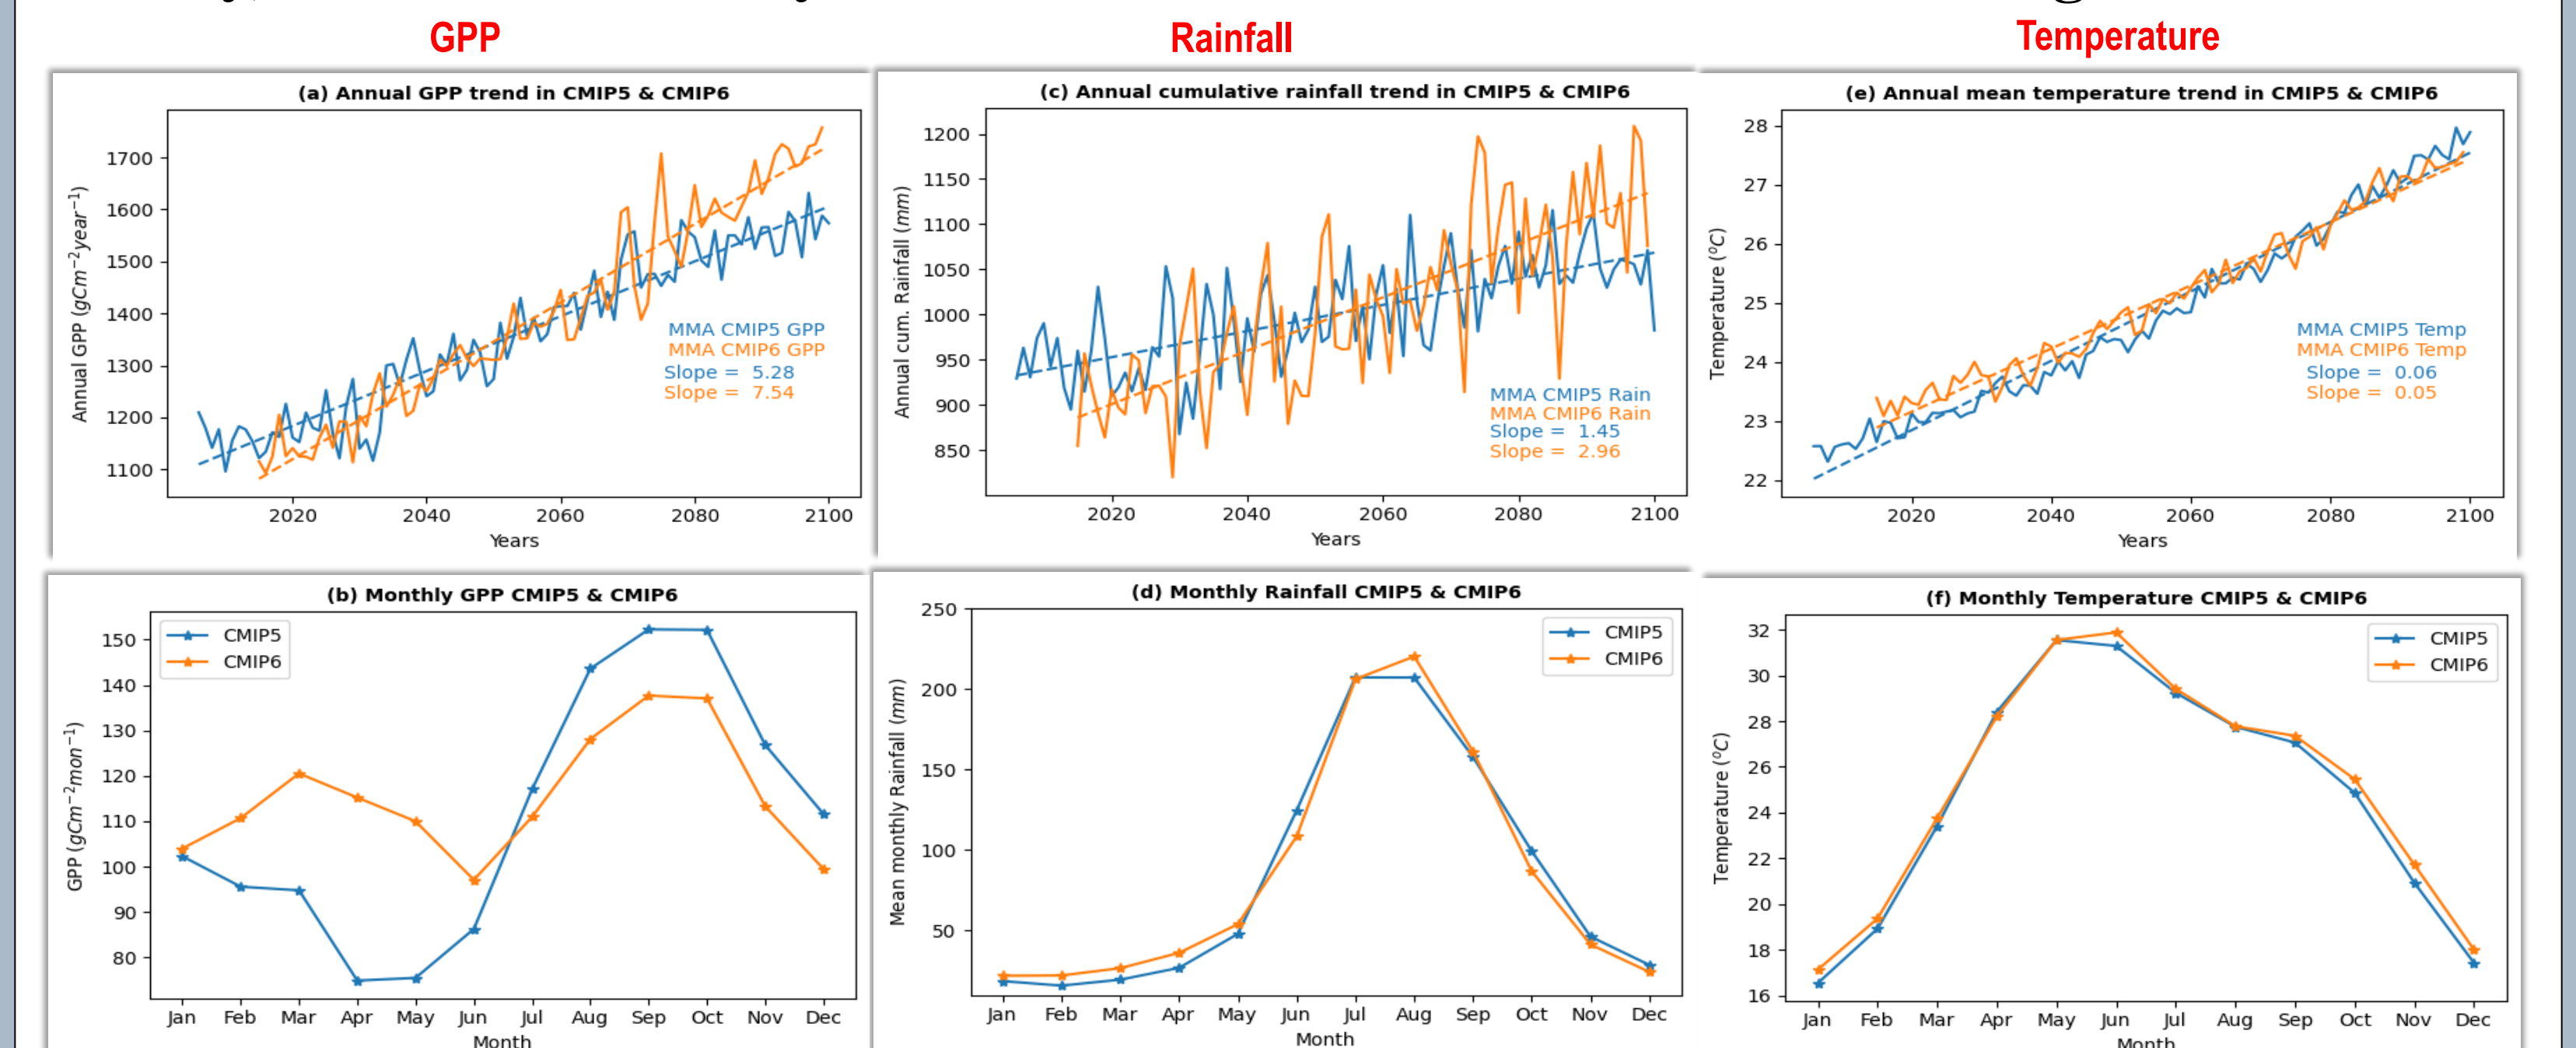 GPP
Rainfall
Temperature
(a) Annual GPP trend in CMIP5 & CMIP6
Annual GPP (gCm⁻²year⁻¹)
1700
1600
1500
1400
1300
1200
1100
MMA CMIP5 GPP
MMA CMIP6 GPP
Slope = 5.28
Slope = 7.54
2020 2040 2060 2080 2100
Years
(c) Annual cumulative rainfall trend in CMIP5 & CMIP6
Annual cum. Rainfall (mm)
1200
1150
1100
1050
1000
950
900
850
MMA CMIP5 Rain
MMA CMIP6 Rain
Slope = 1.45
Slope = 2.96
2020 2040 2060 2080 2100
Years
(e) Annual mean temperature trend in CMIP5 & CMIP6
Temperature (⁰C)
28
27
26
25
24
23
22
MMA CMIP5 Temp
MMA CMIP6 Temp
Slope = 0.06
Slope = 0.05
2020 2040 2060 2080 2100
Years
(b) Monthly GPP CMIP5 & CMIP6
GPP (gCm⁻²mon⁻¹)
150
140
130
120
110
100
90
80
CMIP5
CMIP6
Jan Feb Mar Apr May Jun Jul Aug Sep Oct Nov Dec
Month
(d) Monthly Rainfall CMIP5 & CMIP6
Mean monthly Rainfall (mm)
250
200
150
100
50
CMIP5
CMIP6
Jan Feb Mar Apr May Jun Jul Aug Sep Oct Nov Dec
Month
(f) Monthly Temperature CMIP5 & CMIP6
Temperature (⁰C)
32
30
28
26
24
22
20
18
16
CMIP5
CMIP6
Jan Feb Mar Apr May Jun Jul Aug Sep Oct Nov Dec
Month